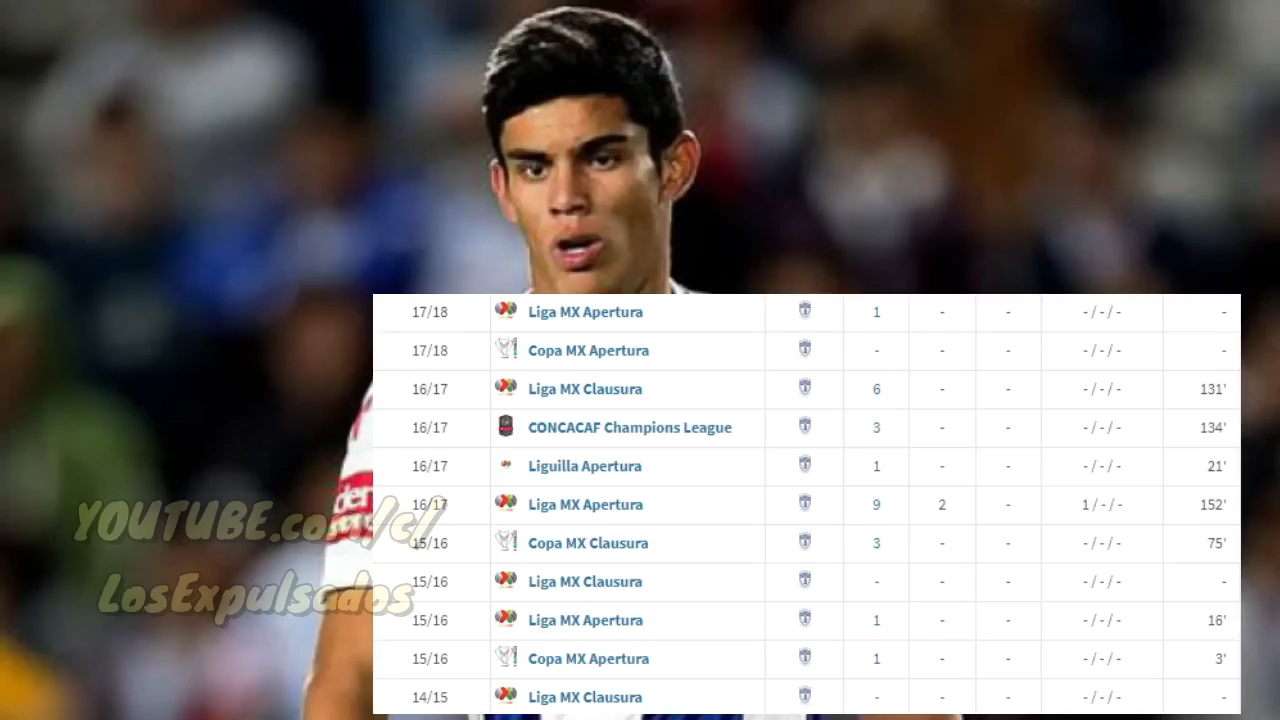 17/18 Liga MX Apertura 1 - - -/-/- -
17/18 Copa MX Apertura - - - -/-/- -
16/17 Liga MX Clausura 6 - - -/-/- 131'
16/17 CONCACAF Champions League 3 - - -/-/- 134'
16/17 Liguilla Apertura 1 - - -/-/- 21'
16/17 Liga MX Apertura 9 2 - 1/-/- 152'
15/16 Copa MX Clausura 3 - - -/-/- 75'
15/16 Liga MX Clausura - - - -/-/- -
15/16 Liga MX Apertura 1 - - -/-/- 16'
15/16 Copa MX Apertura 1 - - -/-/- 3'
14/15 Liga MX Clausura - - - -/-/- -
YOUTUBE.com/c/
LosExpulsados